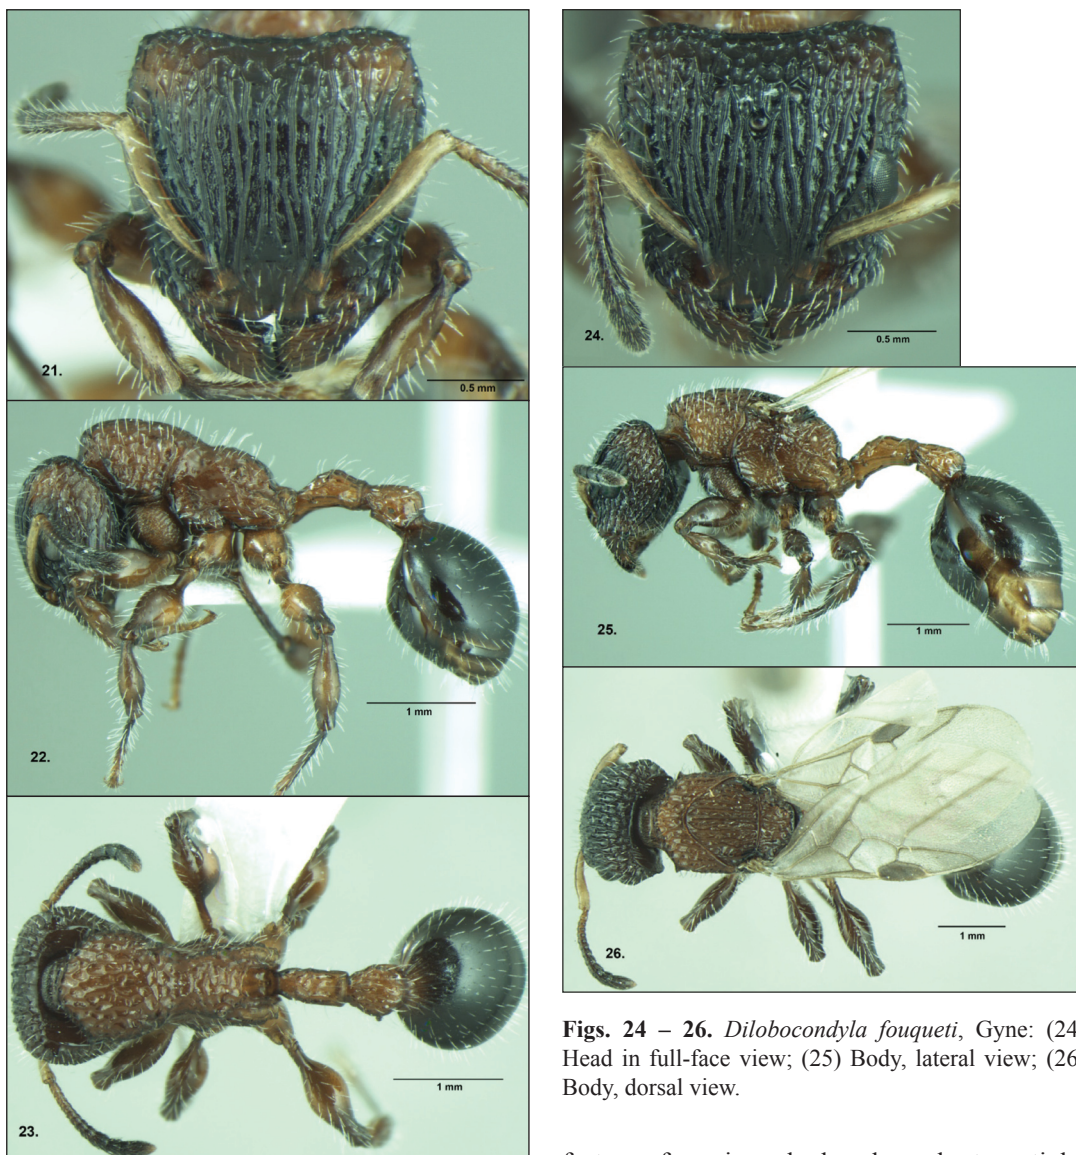 21.
0.5 mm
22.
1 mm
23.
1 mm
24.
0.5 mm
25.
1 mm
26.
1 mm
Figs. 24 – 26. Dilobocondyla fouqueti, Gyne: (24
Head in full-face view; (25) Body, lateral view; (26
Body, dorsal view.